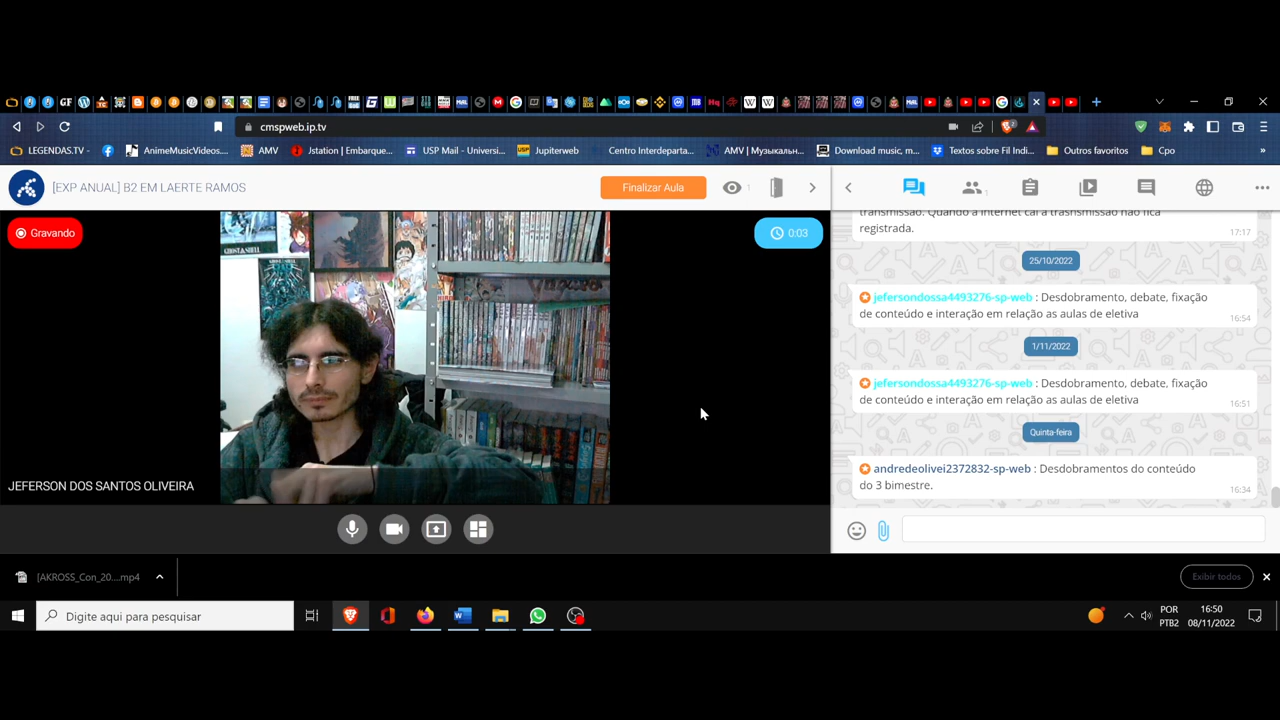 cmspweb.ip.tv
2
LEGENDAS.TV -
AnimeMusicVideos...
AMV
Jstation | Embarque...
USP Mail - Universi...
Jupiterweb
Centro Interdeparta...
AMV | Музыкальн...
Download music, m...
Textos sobre Fil Indi...
Outros favoritos
Cpo
»
[EXP ANUAL] B2 EM LAERTE RAMOS
Finalizar Aula
1
1
Gravando
0:03
JEFERSON DOS SANTOS OLIVEIRA
transmissão. Quando a internet cai a trasnsmissão não fica
registrada.
17:17
25/10/2022
jefersondossa4493276-sp-web : Desdobramento, debate, fixação
de conteúdo e interação em relação as aulas de eletiva
16:54
1/11/2022
jefersondossa4493276-sp-web : Desdobramento, debate, fixação
de conteúdo e interação em relação as aulas de eletiva
16:51
Quinta-feira
andredeolivei2372832-sp-web : Desdobramentos do conteúdo
do 3 bimestre.
16:34
[AKROSS_Con_20....mp4
Exibir todos
Digite aqui para pesquisar
POR
PTB2
16:50
08/11/2022